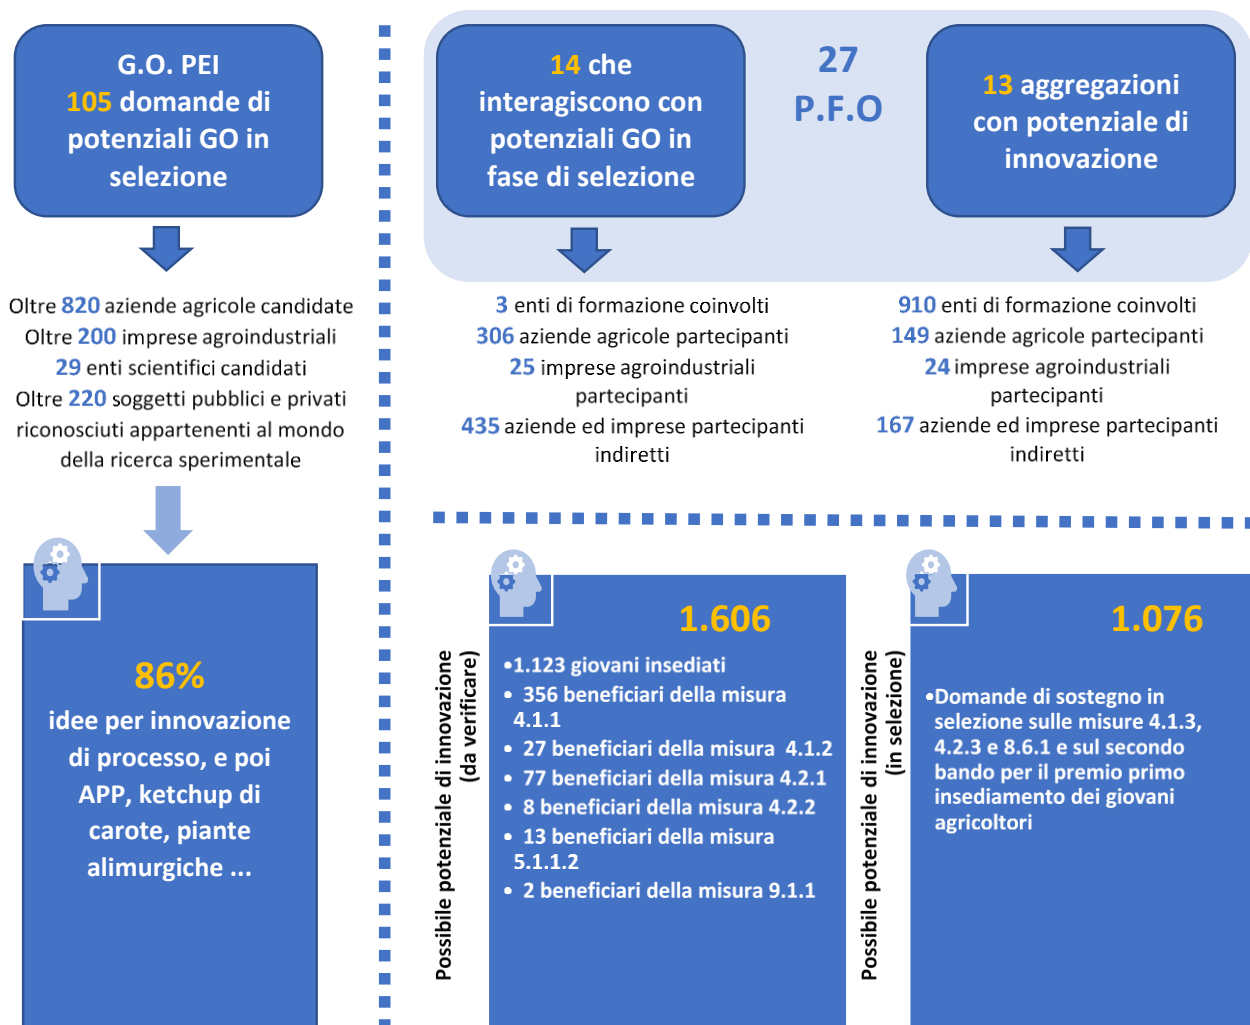 G.O. PEI
105 domande di
potenziali GO in
selezione
Oltre 820 aziende agricole candidate
Oltre 200 imprese agroindustriali
29 enti scientifici candidati
Oltre 220 soggetti pubblici e privati
riconosciuti appartenenti al mondo
della ricerca sperimentale
86%
idee per innovazione
di processo, e poi
APP, ketchup di
carote, piante
alimurgiche ...
27
P.F.O
14 che
interagiscono con
potenziali GO in
fase di selezione
3 enti di formazione coinvolti
306 aziende agricole partecipanti
25 imprese agroindustriali
partecipanti
435 aziende ed imprese partecipanti
indiretti
13 aggregazioni
con potenziale di
innovazione
910 enti di formazione coinvolti
149 aziende agricole partecipanti
24 imprese agroindustriali
partecipanti
167 aziende ed imprese partecipanti
indiretti
Possibile potenziale di innovazione
(da verificare)
1.606
•1.123 giovani insediati
• 356 beneficiari della misura
4.1.1
• 27 beneficiari della misura 4.1.2
• 77 beneficiari della misura 4.2.1
• 8 beneficiari della misura 4.2.2
• 13 beneficiari della misura
5.1.1.2
• 2 beneficiari della misura 9.1.1
Possibile potenziale di innovazione
(in selezione)
1.076
•Domande di sostegno in
selezione sulle misure 4.1.3,
4.2.3 e 8.6.1 e sul secondo
bando per il premio primo
insediamento dei giovani
agricoltori